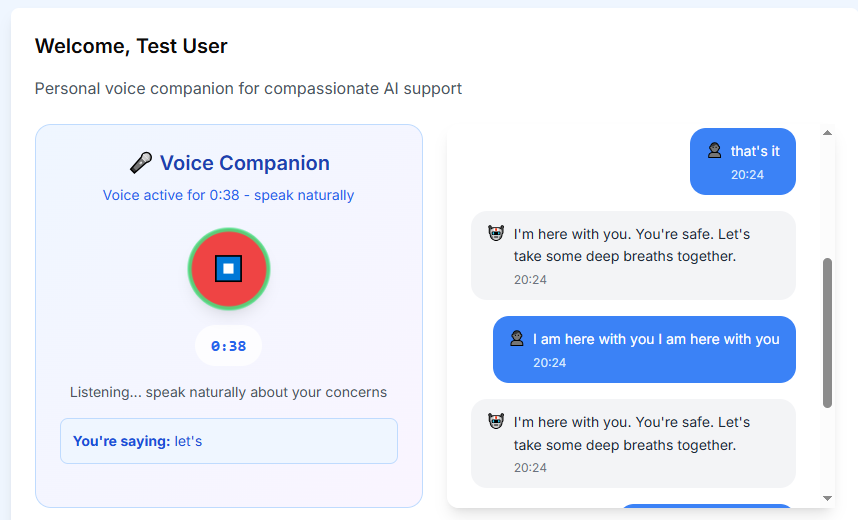 Welcome, Test User
Personal voice companion for compassionate AI support
Voice Companion
Voice active for 0:38 - speak naturally
0:38
Listening... speak naturally about your concerns
You're saying: let's
that's it
20:24
I'm here with you. You're safe. Let's
take some deep breaths together.
20:24
I am here with you I am here with you
20:24
I'm here with you. You're safe. Let's
take some deep breaths together.
20:24